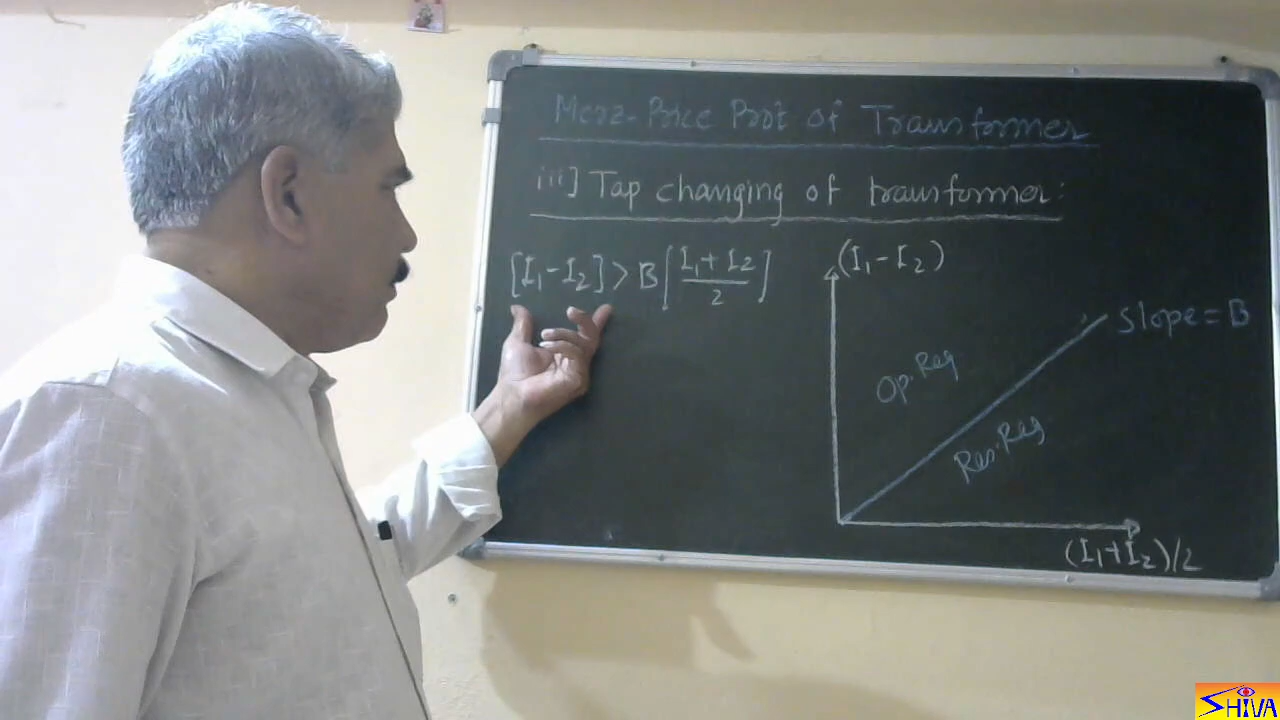 Merz-Price Prot of Transformer
iii] Tap changing of transformer:
[I₁-I₂] > B[(I₁+I₂)/2]
(I₁-I₂)
Slope=B
Op. Reg
Res. Reg
(I₁+I₂)/2
SHIVA